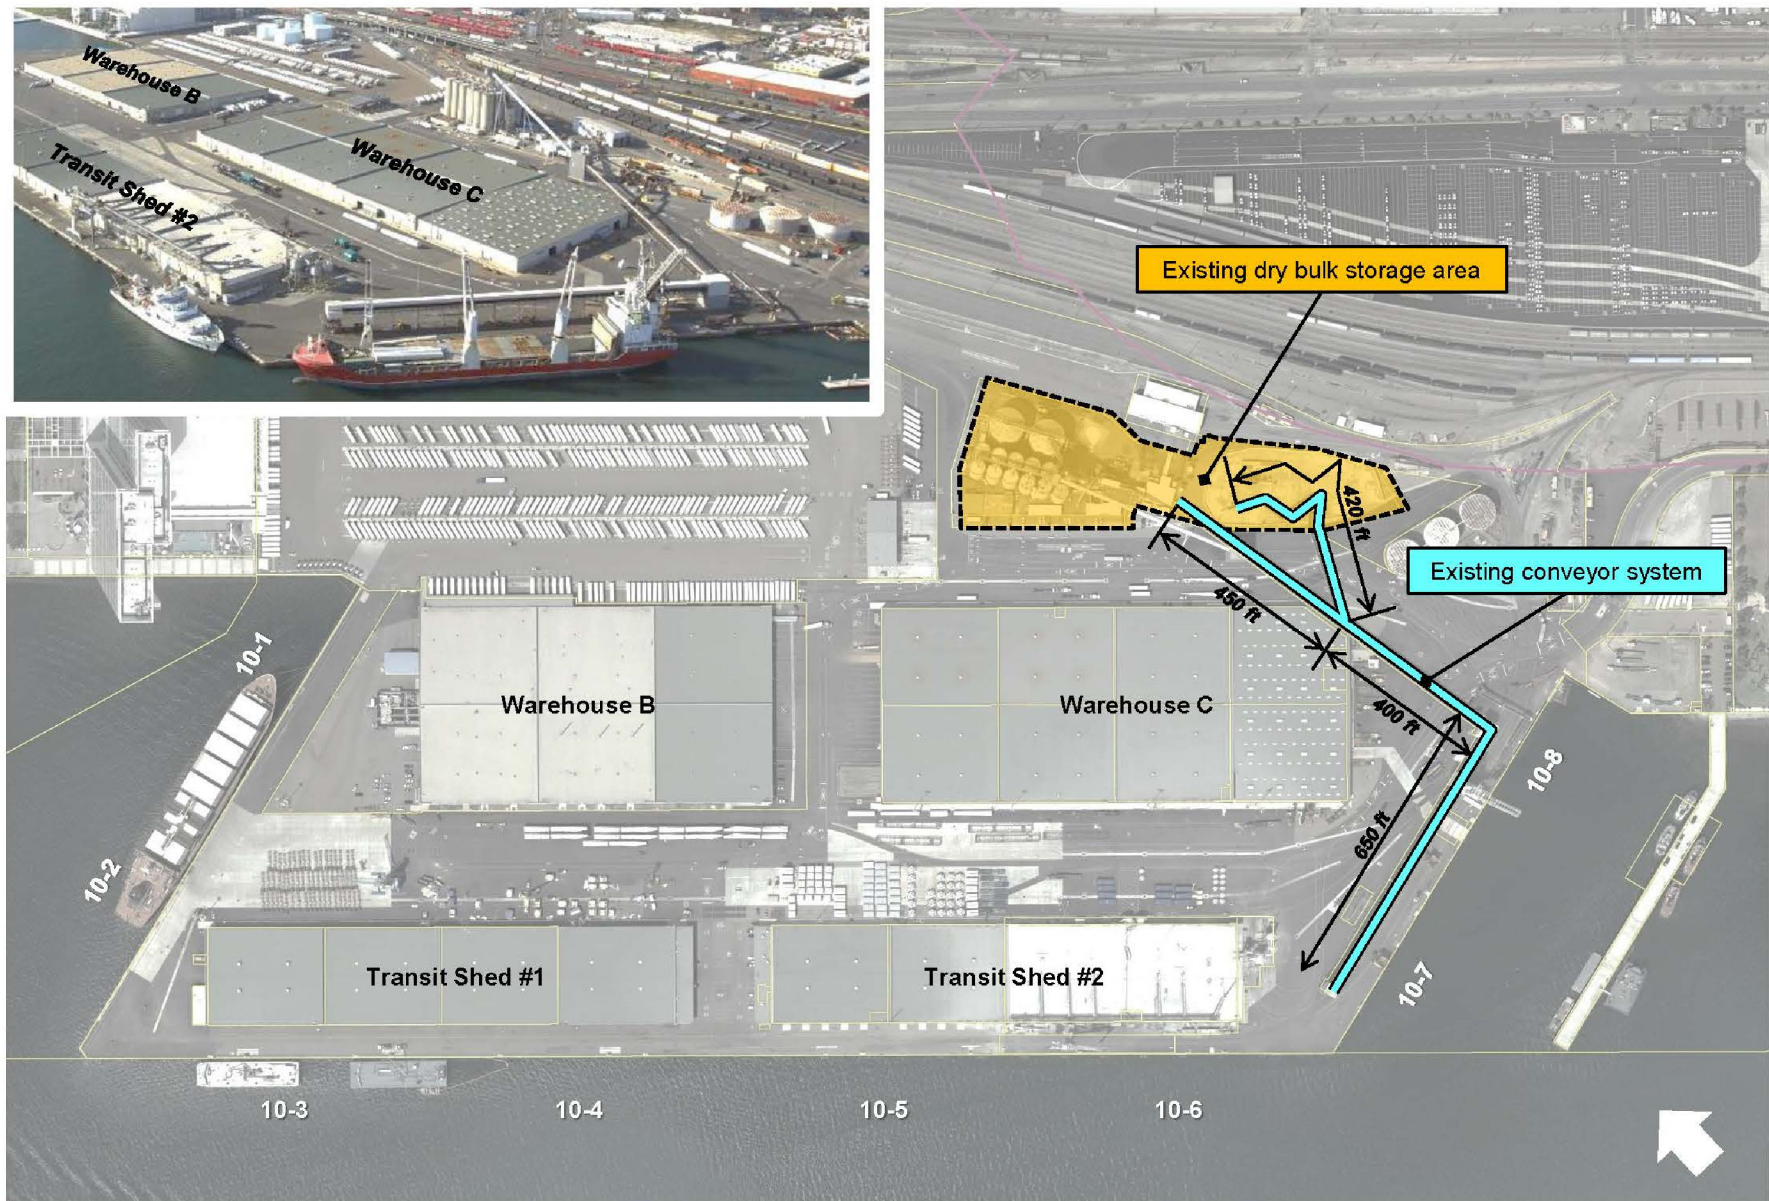 Warehouse B
Warehouse C
Transit Shed #2
Existing dry bulk storage area
420 ft
Existing conveyor system
450 ft
10-1
Warehouse B
Warehouse C
400 ft
10-8
650 ft
10-2
Transit Shed #1
Transit Shed #2
10-7
10-3
10-4
10-5
10-6